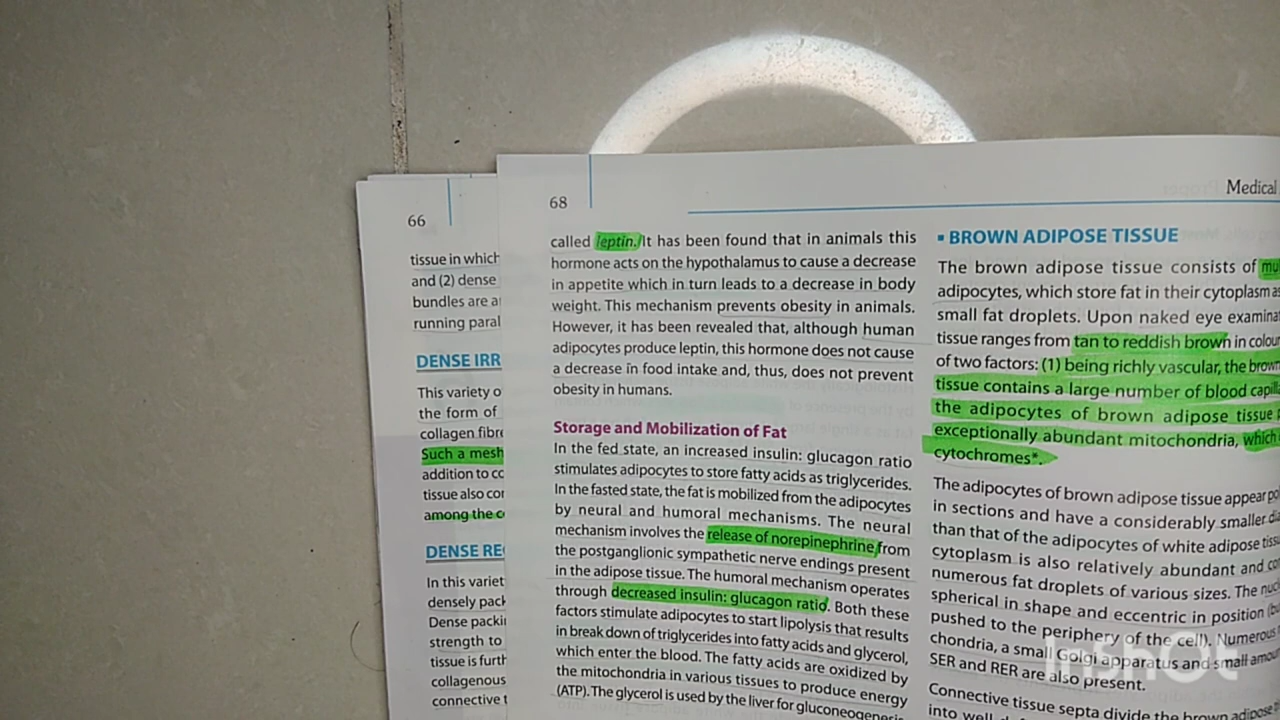 66
tissue in which
and (2) dense
bundles are a
running paral
DENSE IRR
This variety o
the form of
collagen fibre
Such a mesh
addition to co
tissue also cor
among the c
DENSE RE
In this variet
densely pack
Dense packi
strength to
tissue is furth
collagenous
connective t
68
called leptin. It has been found that in animals this
hormone acts on the hypothalamus to cause a decrease
in appetite which in turn leads to a decrease in body
weight. This mechanism prevents obesity in animals.
However, it has been revealed that, although human
adipocytes produce leptin, this hormone does not cause
a decrease in food intake and, thus, does not prevent
obesity in humans.
Storage and Mobilization of Fat
In the fed state, an increased insulin: glucagon ratio
stimulates adipocytes to store fatty acids as triglycerides.
In the fasted state, the fat is mobilized from the adipocytes
by neural and humoral mechanisms. The neural
mechanism involves the release of norepinephrine from
the postganglionic sympathetic nerve endings present
in the adipose tissue. The humoral mechanism operates
through decreased insulin: glucagon ratio. Both these
factors stimulate adipocytes to start lipolysis that results
in break down of triglycerides into fatty acids and glycerol,
which enter the blood. The fatty acids are oxidized by
the mitochondria in various tissues to produce energy
(ATP). The glycerol is used by the liver for gluconeogenesis
Medical
▪ BROWN ADIPOSE TISSUE
The brown adipose tissue consists of mu
adipocytes, which store fat in their cytoplasm as
small fat droplets. Upon naked eye examinat
tissue ranges from tan to reddish brown in colour
of two factors: (1) being richly vascular, the brown
tissue contains a large number of blood capill
the adipocytes of brown adipose tissue p
exceptionally abundant mitochondria, which
cytochromes*.
The adipocytes of brown adipose tissue appear po
in sections and have a considerably smaller di
than that of the adipocytes of white adipose tiss
cytoplasm is also relatively abundant and co
numerous fat droplets of various sizes. The nuc
spherical in shape and eccentric in position (b
pushed to the periphery of the cell). Numerous
chondria, a small Golgi apparatus and small amou
SER and RER are also present.
Connective tissue septa divide the brown adipose
into well
InShOt